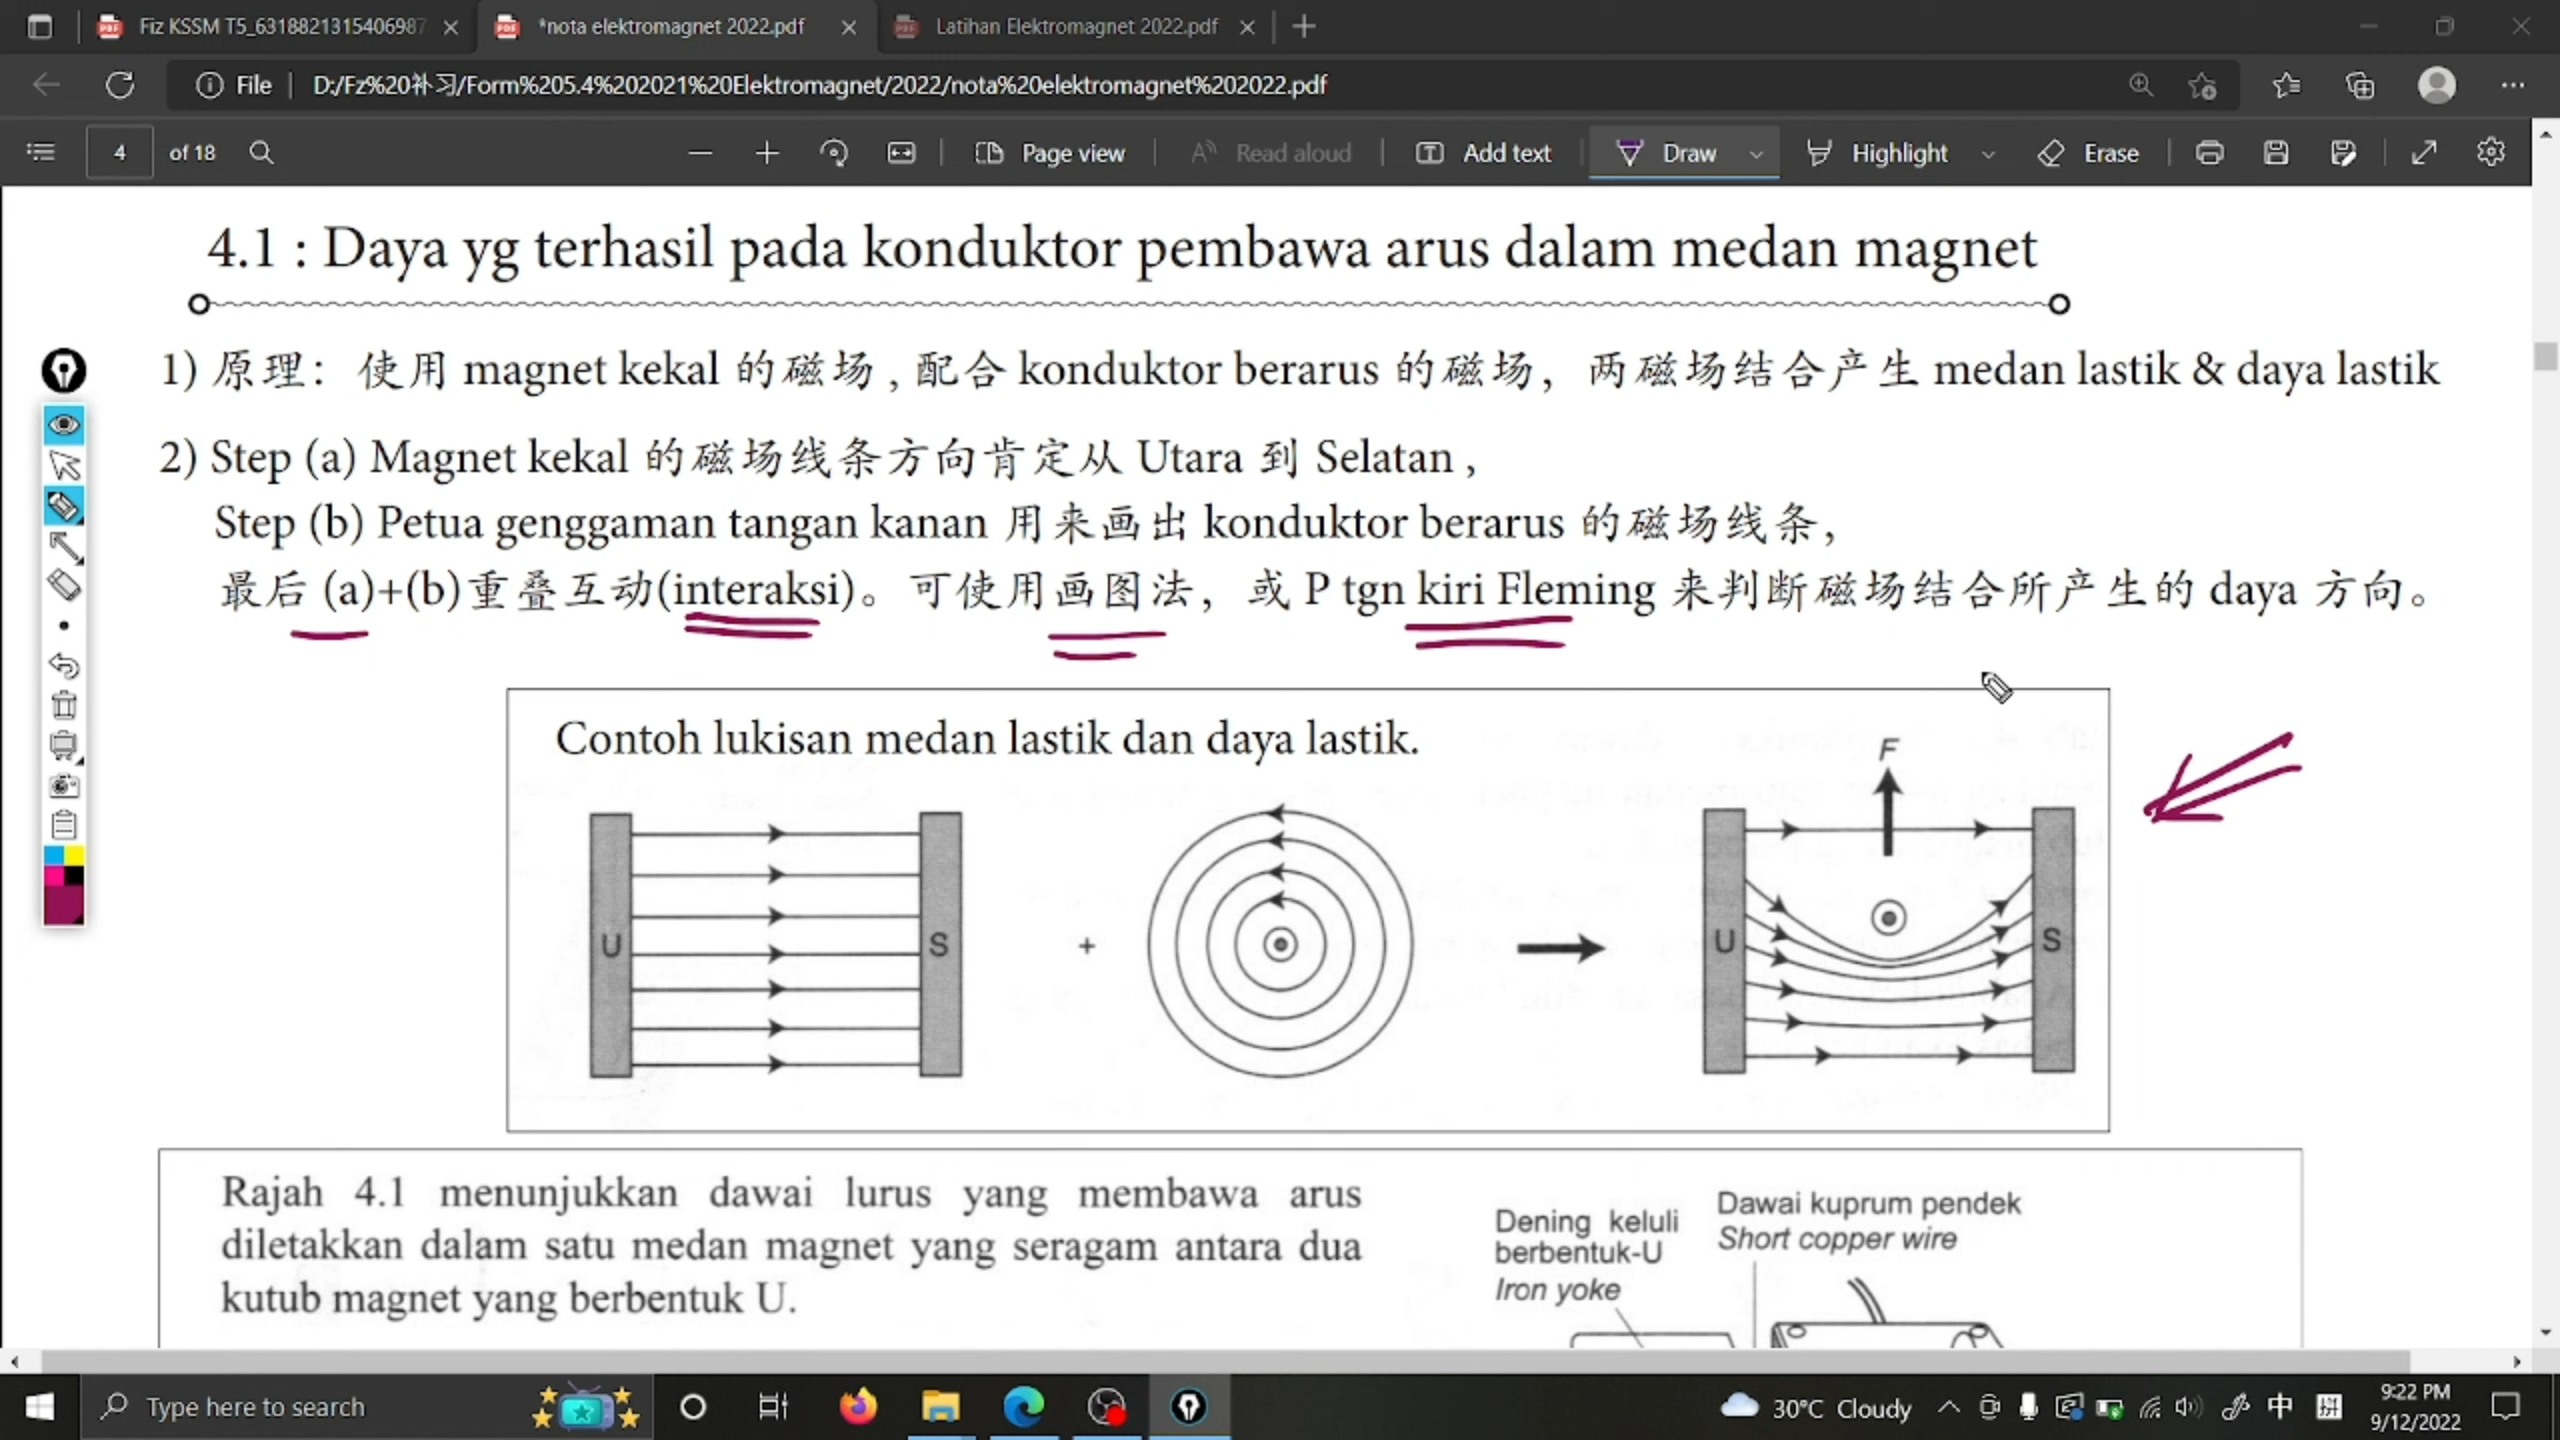 Fiz KSSM T5_6318821315406987
*nota elektromagnet 2022.pdf
Latihan Elektromagnet 2022.pdf
File
D:/Fz%20补习/Form%205.4%202021%20Elektromagnet/2022/nota%20elektromagnet%202022.pdf
4 of 18
Page view
Read aloud
Add text
Draw
Highlight
Erase
4.1 : Daya yg terhasil pada konduktor pembawa arus dalam medan magnet
1) 原理：使用 magnet kekal 的磁场 , 配合 konduktor berarus 的磁场，两磁场结合产生 medan lastik & daya lastik
2) Step (a) Magnet kekal 的磁场线条方向肯定从 Utara 到 Selatan ,
Step (b) Petua genggaman tangan kanan 用来画出 konduktor berarus 的磁场线条，
最后 (a)+(b)重叠互动(interaksi)。可使用画图法，或 P tgn kiri Fleming 来判断磁场结合所产生的 daya 方向。
Contoh lukisan medan lastik dan daya lastik.
F
U S + U S
Rajah 4.1 menunjukkan dawai lurus yang membawa arus
diletakkan dalam satu medan magnet yang seragam antara dua
kutub magnet yang berbentuk U.
Dening keluli
berbentuk-U
Iron yoke
Dawai kuprum pendek
Short copper wire
Type here to search
30°C Cloudy
中
拼
9:22 PM
9/12/2022